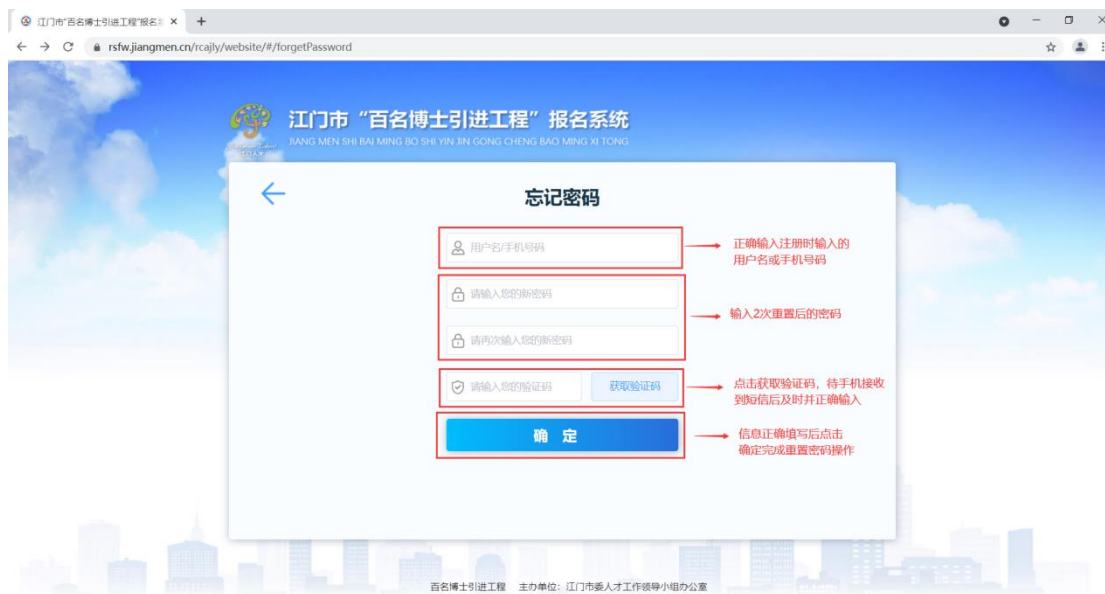 江门市"百名博士引进工程"报名系
rsfw.jiangmen.cn/rcajly/website/#/forgetPassword
江门市“百名博士引进工程”报名系统
JIANG MEN SHI BAI MING BO SHI YIN JIN GONG CHENG BAO MING XI TONG
忘记密码
用户名/手机号码
正确输入注册时输入的
用户名或手机号码
请输入您的新密码
输入2次重置后的密码
请再次输入您的新密码
请输入您的验证码
获取验证码
点击获取验证码，待手机接收
到短信后及时并正确输入
确 定
信息正确填写后点击
确定完成重置密码操作
百名博士引进工程 主办单位：江门市委人才工作领导小组办公室